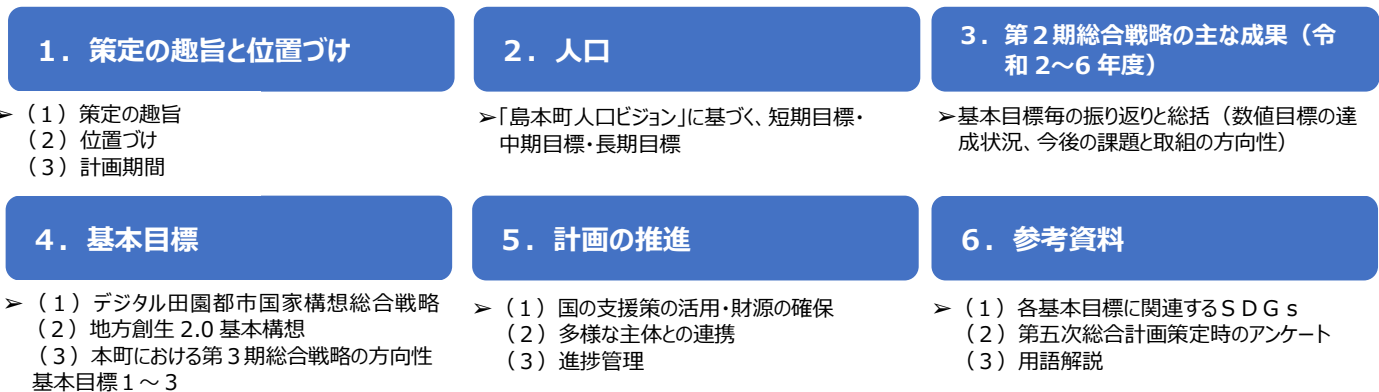 1．策定の趣旨と位置づけ
➢（1）策定の趣旨
（2）位置づけ
（3）計画期間
2．人口
➢「島本町人口ビジョン」に基づく、短期目標・
中期目標・長期目標
3．第２期総合戦略の主な成果（令
和 2～6 年度）
➢基本目標毎の振り返りと総括（数値目標の達
成状況、今後の課題と取組の方向性）
4．基本目標
➢（1）デジタル田園都市国家構想総合戦略
（2）地方創生 2.0 基本構想
（3）本町における第３期総合戦略の方向性
基本目標１～３
5．計画の推進
➢（1）国の支援策の活用・財源の確保
（2）多様な主体との連携
（3）進捗管理
6．参考資料
➢（1）各基本目標に関連するＳＤＧｓ
（2）第五次総合計画策定時のアンケート
（3）用語解説